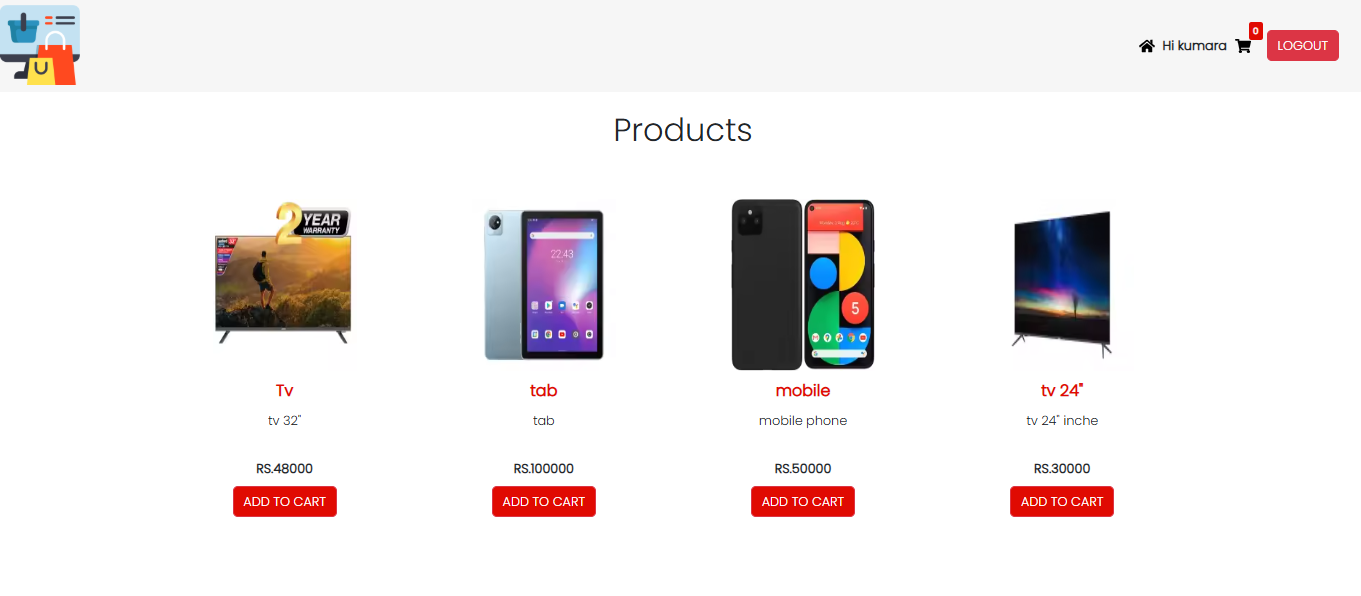 0
Hi kumara
LOGOUT
Products
2 YEAR
WARRANTY
22:43
5
Tv
tab
mobile
tv 24"
tv 32"
tab
mobile phone
tv 24" inche
RS.48000
RS.100000
RS.50000
RS.30000
ADD TO CART
ADD TO CART
ADD TO CART
ADD TO CART